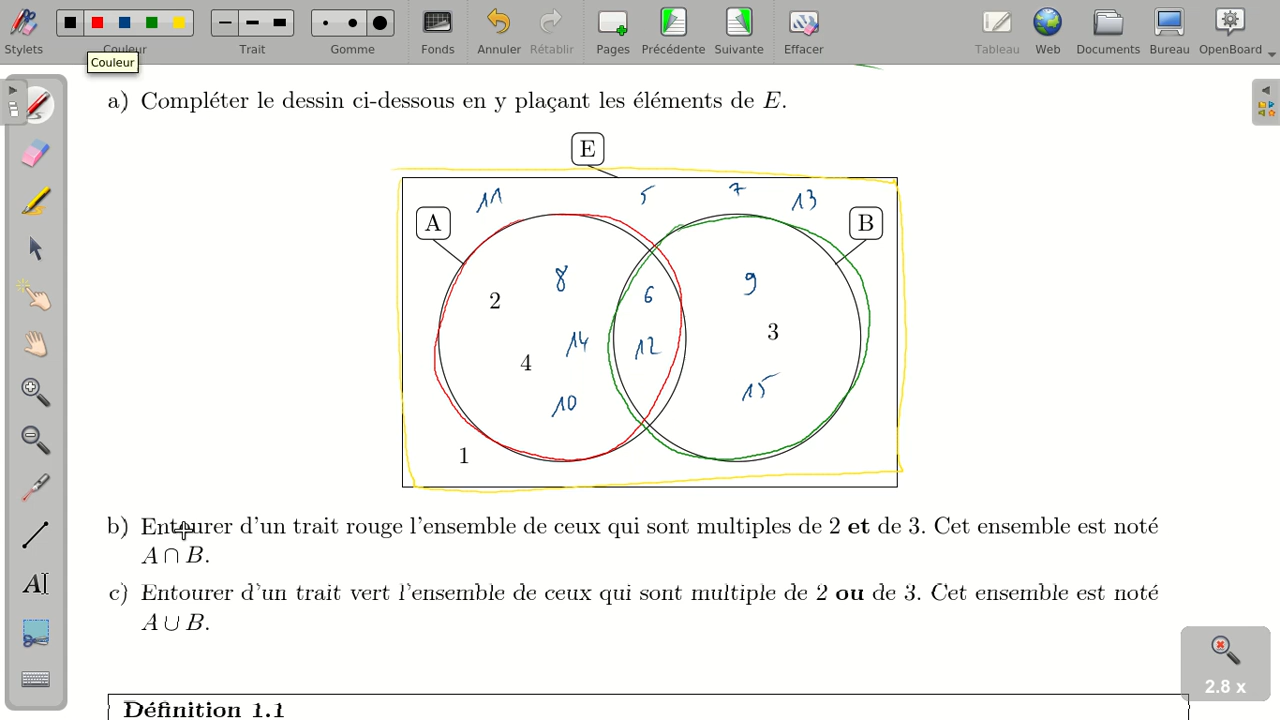 Stylets Couleur Trait Gomme Fonds Annuler Rétablir Pages Précédente Suivante Effacer Tableau Web Documents Bureau OpenBoard
Couleur
a) Compléter le dessin ci-dessous en y plaçant les éléments de E.
E
11 5 7 13
A B
8 9
2 6
3
14 12
4
15
10
1
b) Entourer d'un trait rouge l'ensemble de ceux qui sont multiples de 2 et de 3. Cet ensemble est noté
A ∩ B.
c) Entourer d'un trait vert l'ensemble de ceux qui sont multiple de 2 ou de 3. Cet ensemble est noté
A ∪ B.
2.8 x
Définition 1.1